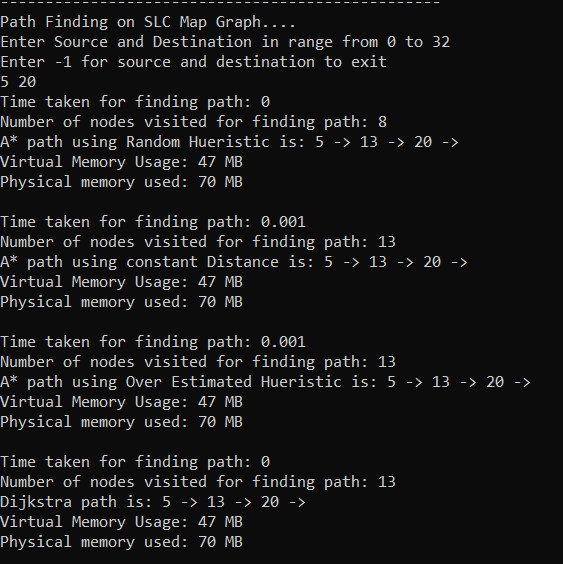 ------------------------------------------------
Path Finding on SLC Map Graph....
Enter Source and Destination in range from 0 to 32
Enter -1 for source and destination to exit
5 20
Time taken for finding path: 0
Number of nodes visited for finding path: 8
A* path using Random Hueristic is: 5 -> 13 -> 20 ->
Virtual Memory Usage: 47 MB
Physical memory used: 70 MB

Time taken for finding path: 0.001
Number of nodes visited for finding path: 13
A* path using constant Distance is: 5 -> 13 -> 20 ->
Virtual Memory Usage: 47 MB
Physical memory used: 70 MB

Time taken for finding path: 0.001
Number of nodes visited for finding path: 13
A* path using Over Estimated Hueristic is: 5 -> 13 -> 20 ->
Virtual Memory Usage: 47 MB
Physical memory used: 70 MB

Time taken for finding path: 0
Number of nodes visited for finding path: 13
Dijkstra path is: 5 -> 13 -> 20 ->
Virtual Memory Usage: 47 MB
Physical memory used: 70 MB